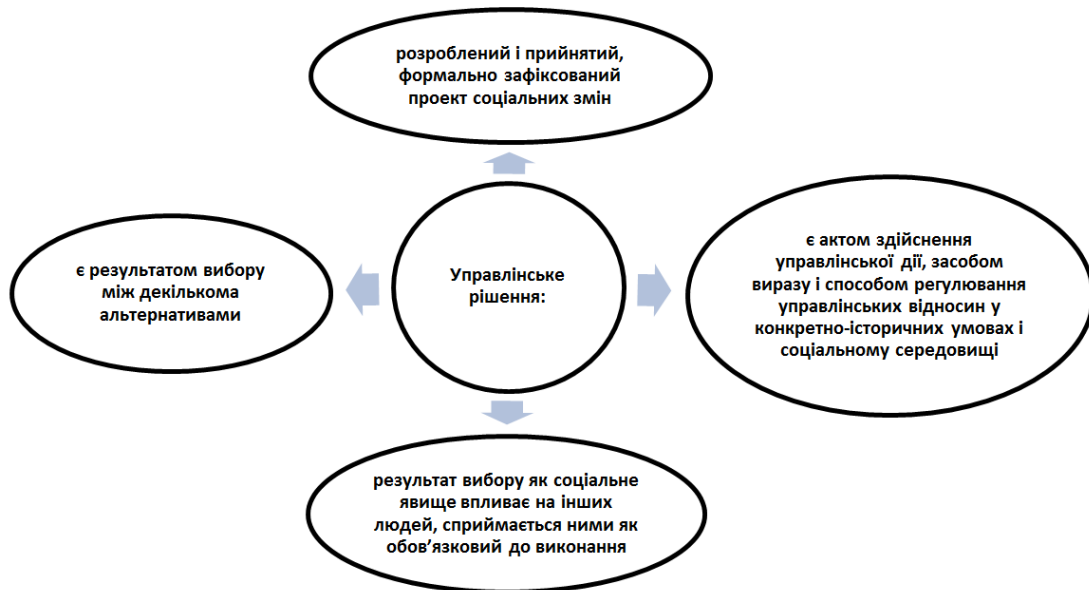 розроблений і прийнятий,
формально зафіксований
проект соціальних змін
є результатом вибору
між декількома
альтернативами
Управлінське
рішення:
є актом здійснення
управлінської дії, засобом
виразу і способом регулювання
управлінських відносин у
конкретно-історичних умовах і
соціальному середовищі
результат вибору як соціальне
явище впливає на інших
людей, сприймається ними як
обов’язковий до виконання